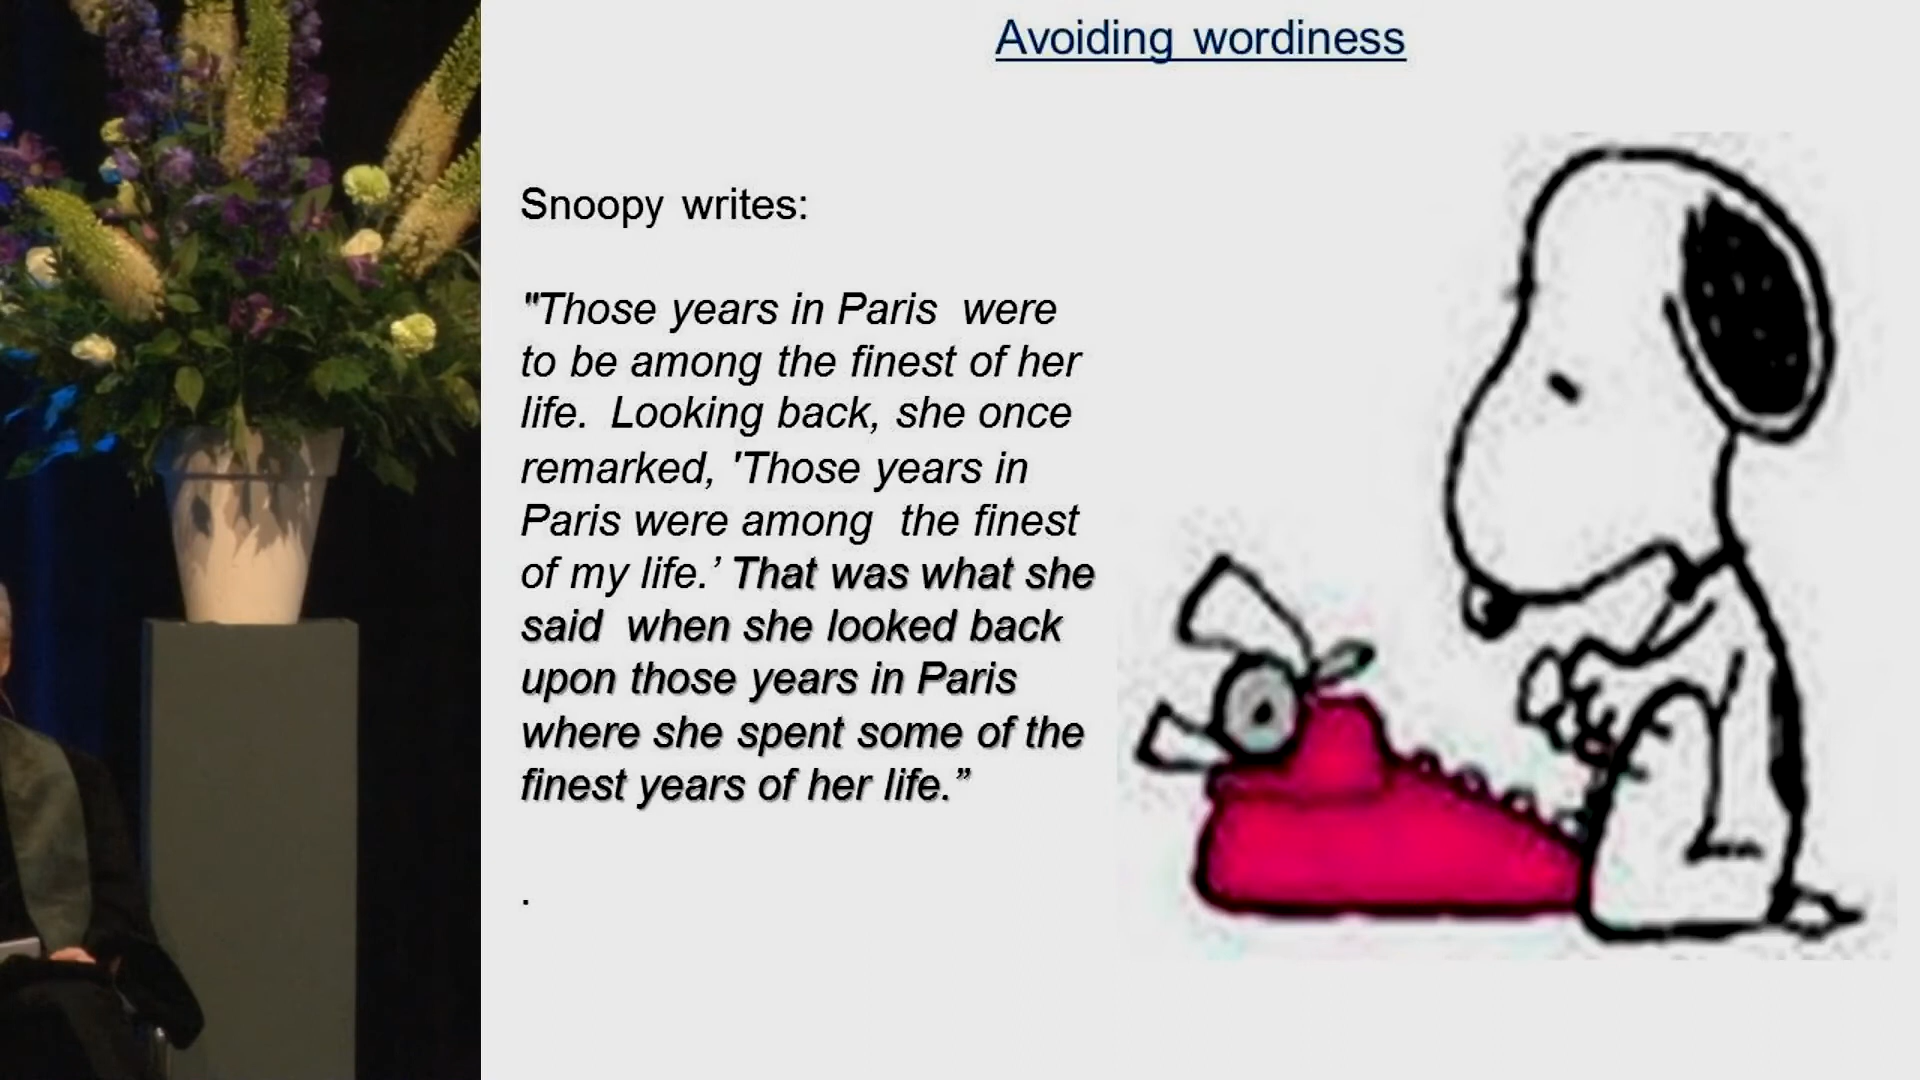 Avoiding wordiness
Snoopy writes:
"Those years in Paris were
to be among the finest of her
life. Looking back, she once
remarked, 'Those years in
Paris were among the finest
of my life.’ That was what she
said when she looked back
upon those years in Paris
where she spent some of the
finest years of her life.”
.